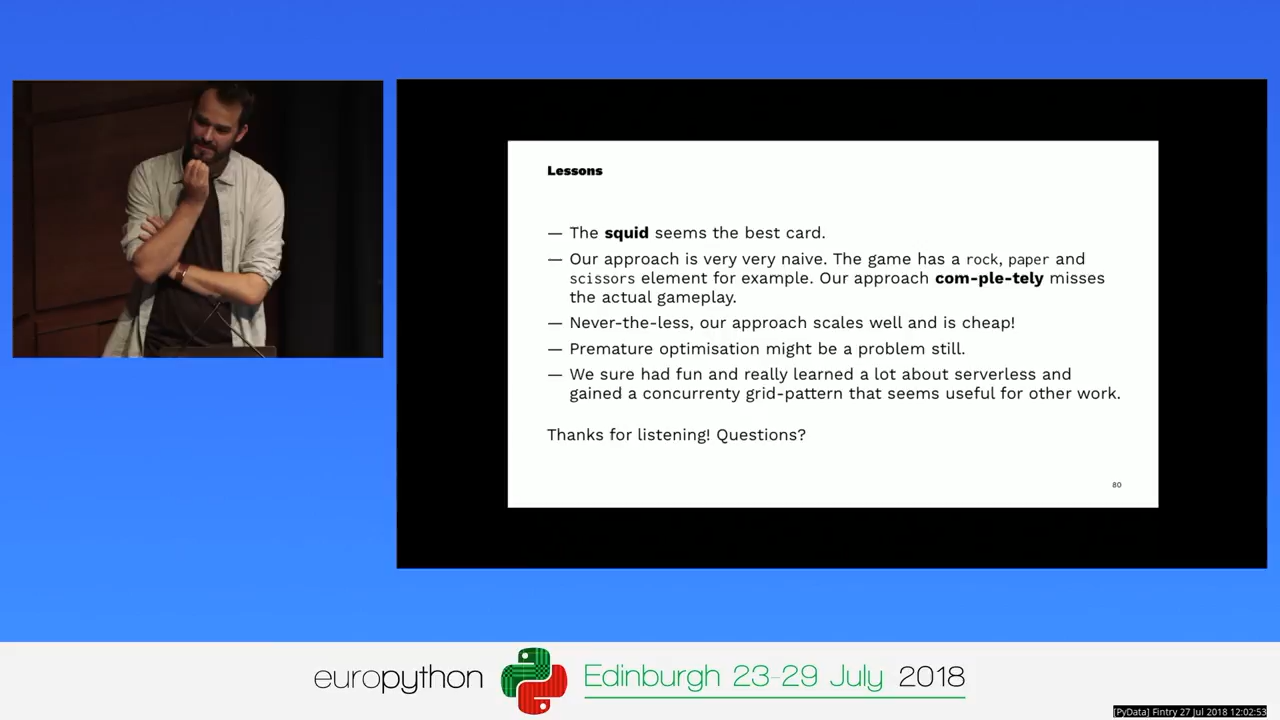 Lessons
— The squid seems the best card.
— Our approach is very very naive. The game has a rock, paper and
scissors element for example. Our approach com-ple-tely misses
the actual gameplay.
— Never-the-less, our approach scales well and is cheap!
— Premature optimisation might be a problem still.
— We sure had fun and really learned a lot about serverless and
gained a concurrenty grid-pattern that seems useful for other work.
Thanks for listening! Questions?
80
europython Edinburgh 23-29 July 2018
[PyData] Fintry 27 Jul 2018 12:02:53